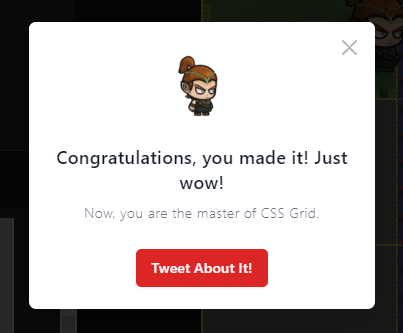 Congratulations, you made it! Just
wow!
Now, you are the master of CSS Grid.
Tweet About It!